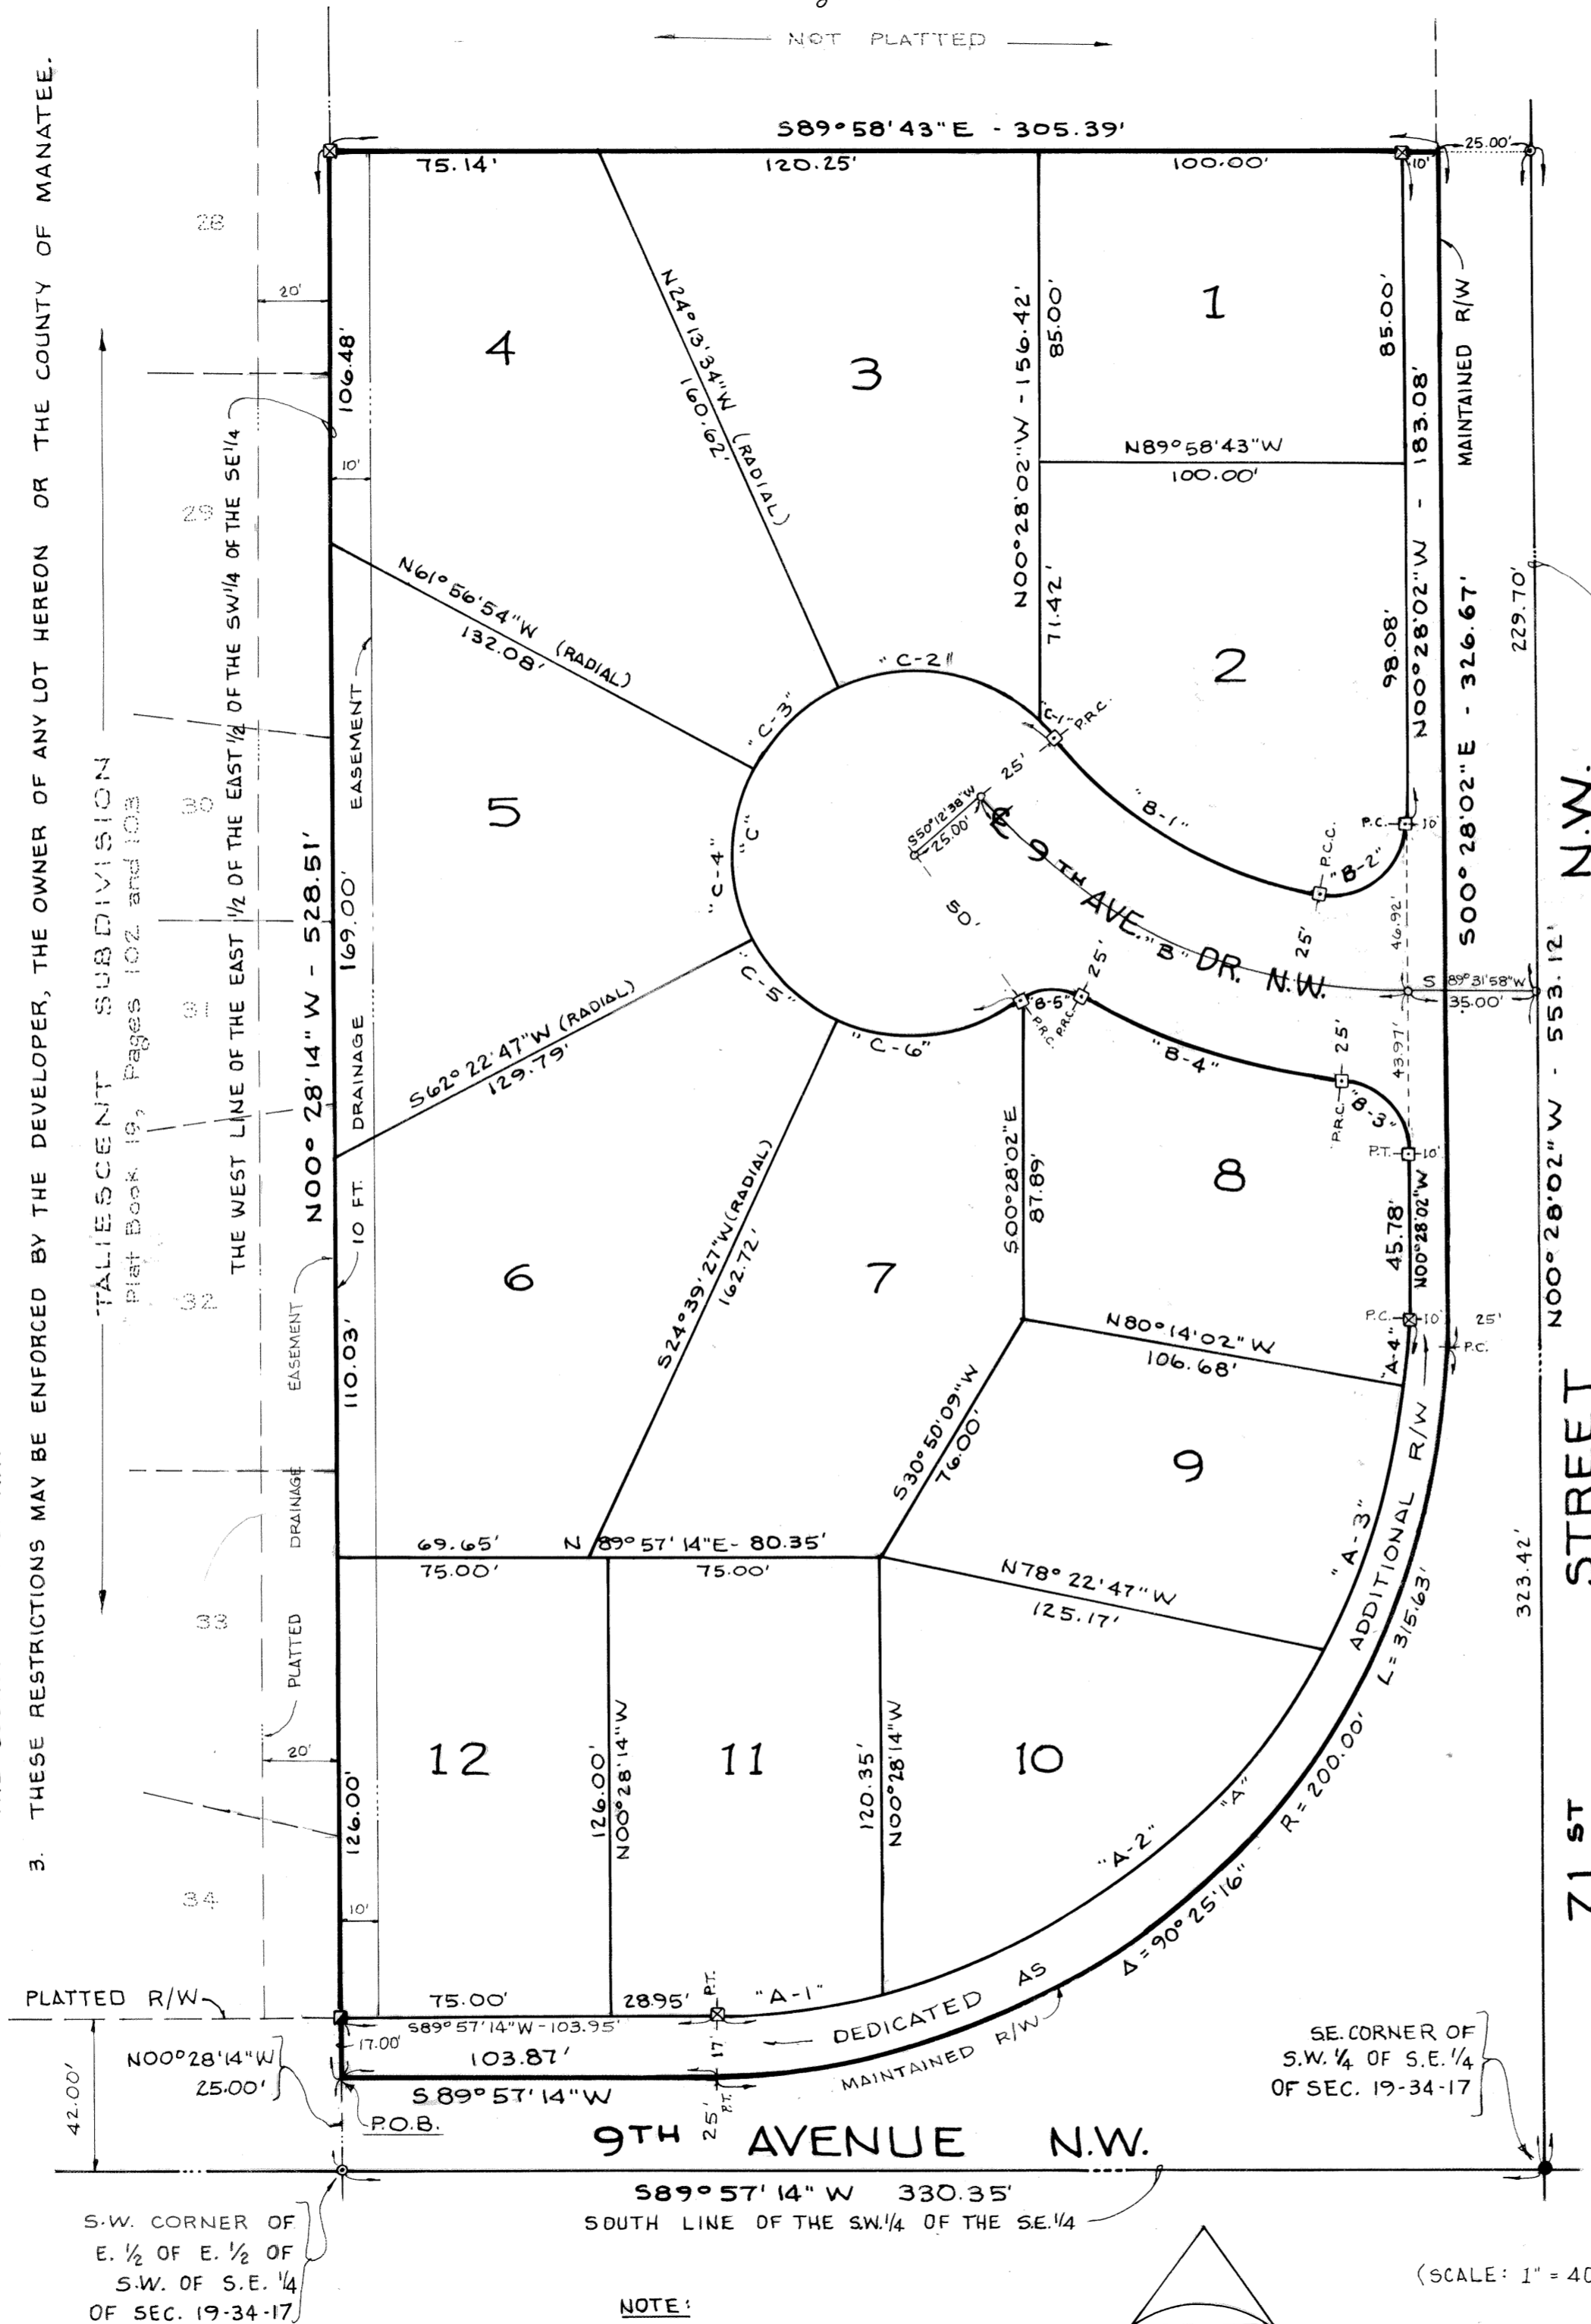 NOT PLATTED
S89°58'43"E - 305.39'
75.14'
120.25'
100.00'
10'
25.00'
3. THESE RESTRICTIONS MAY BE ENFORCED BY THE DEVELOPER, THE OWNER OF ANY LOT HEREON OR THE COUNTY OF MANATEE.
TALIESCENT SUBDIVISION
Plat Book 19, Pages 102 and 103
28
29
30
31
32
33
34
20'
THE WEST LINE OF THE EAST 1/2 OF THE EAST 1/2 OF THE SW 1/4 OF THE SE 1/4
N00°28'14"W - 528.51'
106.48'
10'
169.00'
110.03'
126.00'
EASEMENT
10 FT. DRAINAGE
PLATTED DRAINAGE EASEMENT
20'
10'
4
N24°13'34"W (RADIAL)
160.62'
3
N00°28'02"W - 156.42'
85.00'
71.42'
1
85.00'
N89°58'43"W
100.00'
2
98.08'
N00°28'02"W - 183.08'
MAINTAINED R/W
S00°28'02"E - 326.67'
229.70'
N61°56'54"W (RADIAL)
132.08'
5
"C-2"
"C-1"
P.R.C.
"C-3"
"C"
"C-4"
"C-5"
"C-6"
25'
S50°12'38"W
25.00'
50'
"B-1"
P.C.C.
"B-2"
P.C.
10'
25'
46.92'
℄ 9TH AVE. "B" DR. N.W.
S 89°31'58"W
35.00'
25'
"B-5"
P.R.C.
P.R.C.
"B-4"
25'
P.R.C.
"B-3"
43.97'
P.T.
10'
S62°22'47"W (RADIAL)
129.79'
6
S24°39'27"W (RADIAL)
162.72'
7
S00°28'02"E
87.89'
8
45.78'
N00°28'02"W
P.C.
10'
25'
P.C.
N80°14'02"W
106.68'
"A-4"
S30°50'09"W
76.00'
9
"A-3"
ADDITIONAL R/W
L = 315.63'
N00°28'02"W - 553.12'
323.42'
71 ST STREET N.W.
69.65'
N 89°57'14"E - 80.35'
75.00'
75.00'
N78°22'47"W
125.17'
12
126.00'
N00°28'14"W
11
120.35'
N00°28'14"W
10
"A"
"A-2"
R = 200.00'
Δ = 90°25'16"
PLATTED R/W
75.00'
28.95'
P.T.
"A-1"
S89°57'14"W - 103.95'
17.00'
17'
DEDICATED AS
MAINTAINED R/W
N00°28'14"W
25.00'
103.87'
S89°57'14"W
P.O.B.
25'
P.T.
42.00'
9TH AVENUE N.W.
S.E. CORNER OF
S.W. 1/4 OF S.E. 1/4
OF SEC. 19-34-17
S89°57'14"W 330.35'
SOUTH LINE OF THE S.W. 1/4 OF THE S.E. 1/4
S.W. CORNER OF
E. 1/2 OF E. 1/2 OF
S.W. OF S.E. 1/4
OF SEC. 19-34-17
NOTE:
(SCALE: 1" = 40